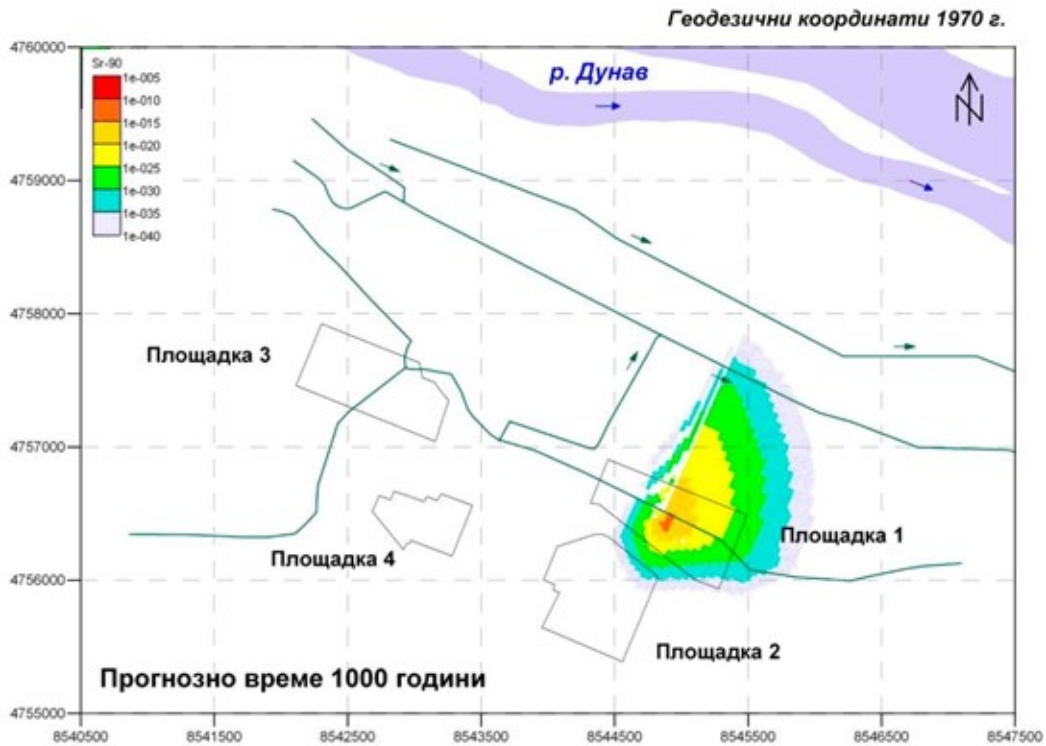 Геодезични координати 1970 г.
4760000
Sr-90
1e-005
1e-010
1e-015
1e-020
1e-025
1e-030
1e-035
1e-040
р. Дунав
N
4759000
4758000
Площадка 3
4757000
Площадка 1
Площадка 4
4756000
Площадка 2
Прогнозно време 1000 години
4755000
8540500 8541500 8542500 8543500 8544500 8545500 8546500 8547500